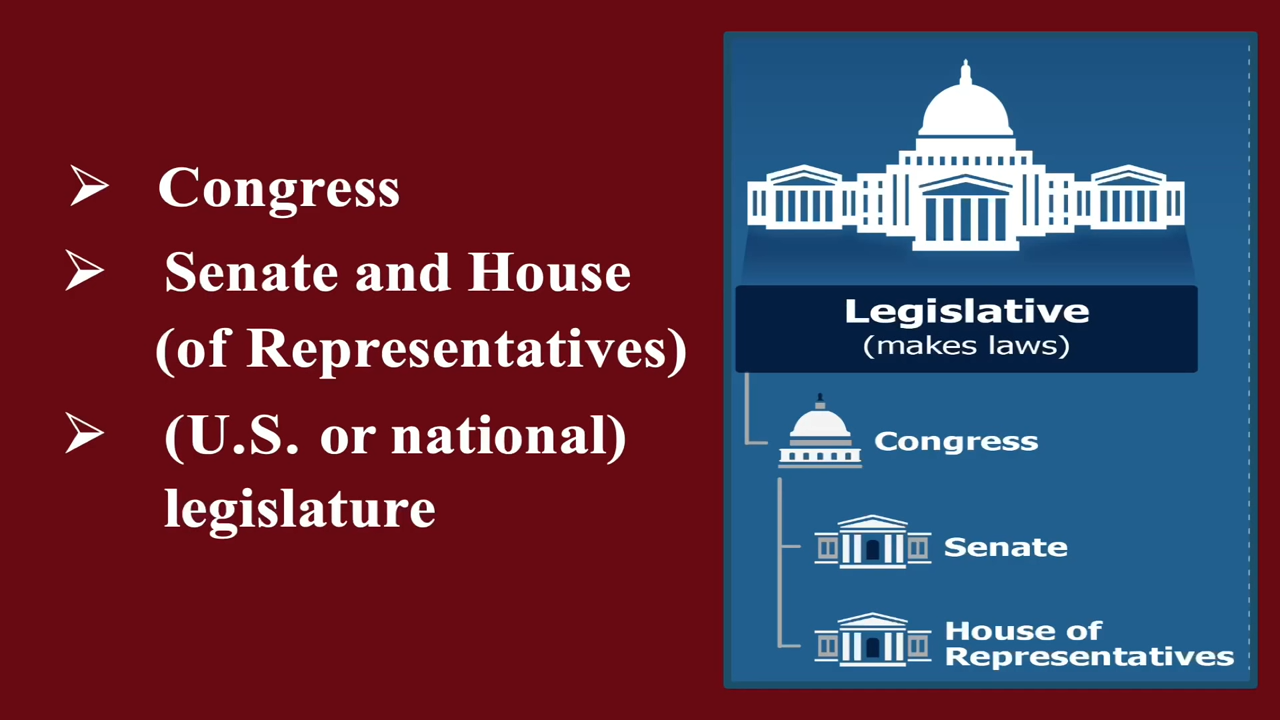 Congress
Senate and House
(of Representatives)
(U.S. or national)
legislature
Legislative
(makes laws)
Congress
Senate
House of
Representatives